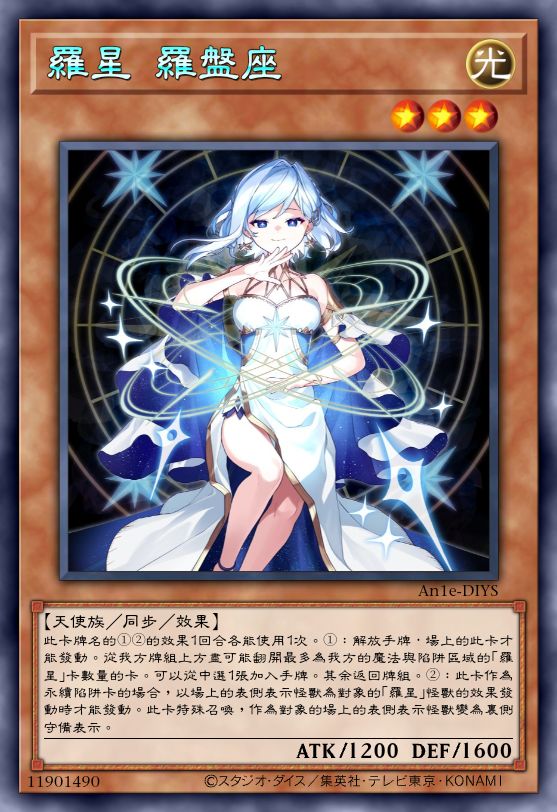 羅星 羅盤座
光
An1e-DIYS
【天使族／同步／效果】
此卡牌名的①②的效果1回合各能使用1次。①：解放手牌・場上的此卡才
能發動。從我方牌組上方盡可能翻開最多為我方的魔法與陷阱區域的「羅
星」卡數量的卡。可以從中選1張加入手牌。其余返回牌組。②：此卡作為
永續陷阱卡的場合，以場上的表側表示怪獸為對象的「羅星」怪獸的效果發
動時才能發動。此卡特殊召喚，作為對象的場上的表側表示怪獸變為裏側
守備表示。
ATK/1200 DEF/1600
11901490 ©スタジオ・ダイス／集英社・テレビ東京・KONAMI